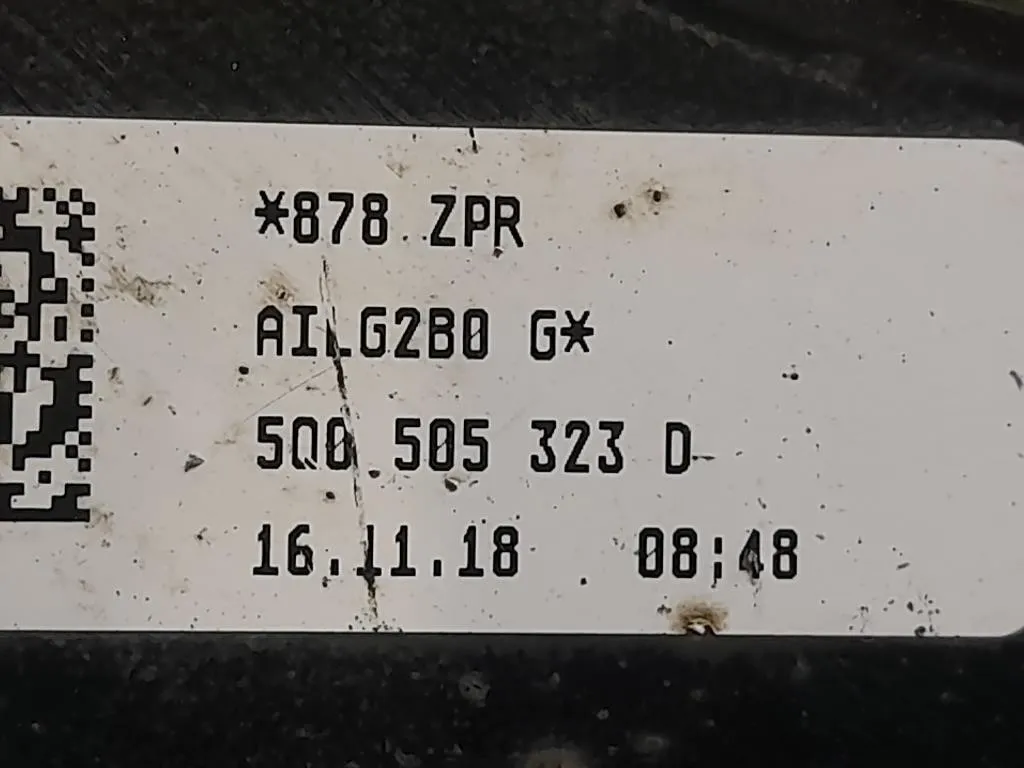 *878 ZPR
AILG2B0 G*
5Q0 505 323 D
16.11.18 08:48